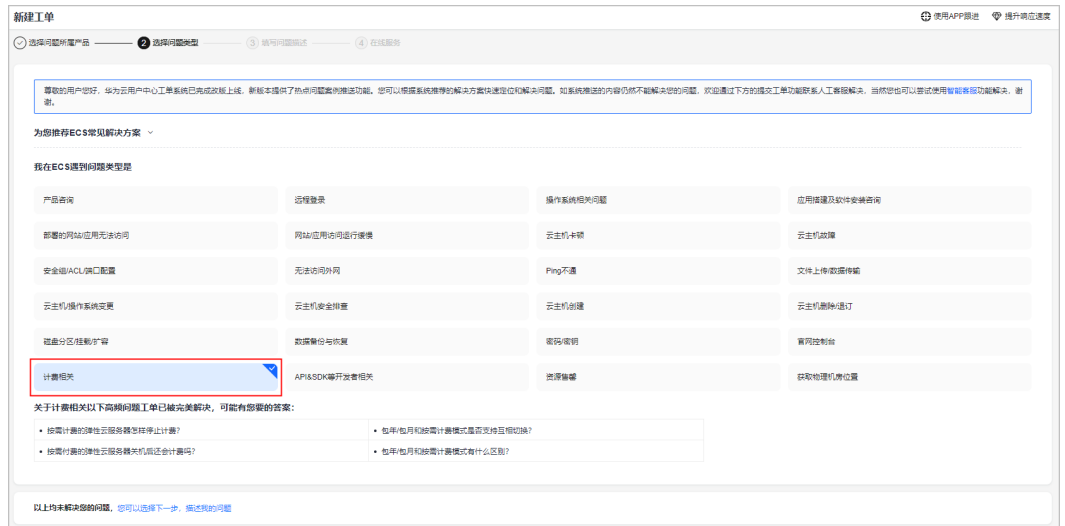 新建工单
使用APP跟进 提升响应速度
选择问题所属产品 2 选择问题类型 3 填写问题描述 4 在线服务
尊敬的用户您好，华为云用户中心工单系统已完成改版上线，新版本提供了热点问题案例推送功能。您可以根据系统推荐的解决方案快速定位和解决问题。如系统推送的内容仍然不能解决您的问题，欢迎通过下方的提交工单功能联系人工客服解决，当然您也可以尝试使用智能客服功能解决，谢
谢。
为您推荐ECS常见解决方案
我在ECS遇到问题类型是
产品咨询 远程登录 操作系统相关问题 应用搭建及软件安装咨询
部署的网站/应用无法访问 网站/应用访问运行缓慢 云主机卡顿 云主机故障
安全组/ACL/端口配置 无法访问外网 Ping不通 文件上传/数据传输
云主机/操作系统变更 云主机安全排查 云主机创建 云主机删除/退订
磁盘分区/挂载/扩容 数据备份与恢复 密码/密钥 官网控制台
计费相关 API&SDK等开发者相关 资源售罄 获取物理机房位置
关于计费相关以下高频问题工单已被完美解决，可能有您要的答案：
• 按需计费的弹性云服务器怎样停止计费? • 包年/包月和按需计费模式是否支持互相切换?
• 按需付费的弹性云服务器关机后还会计费吗? • 包年/包月和按需计费模式有什么区别?
以上均未解决您的问题，您可以选择下一步，描述我的问题